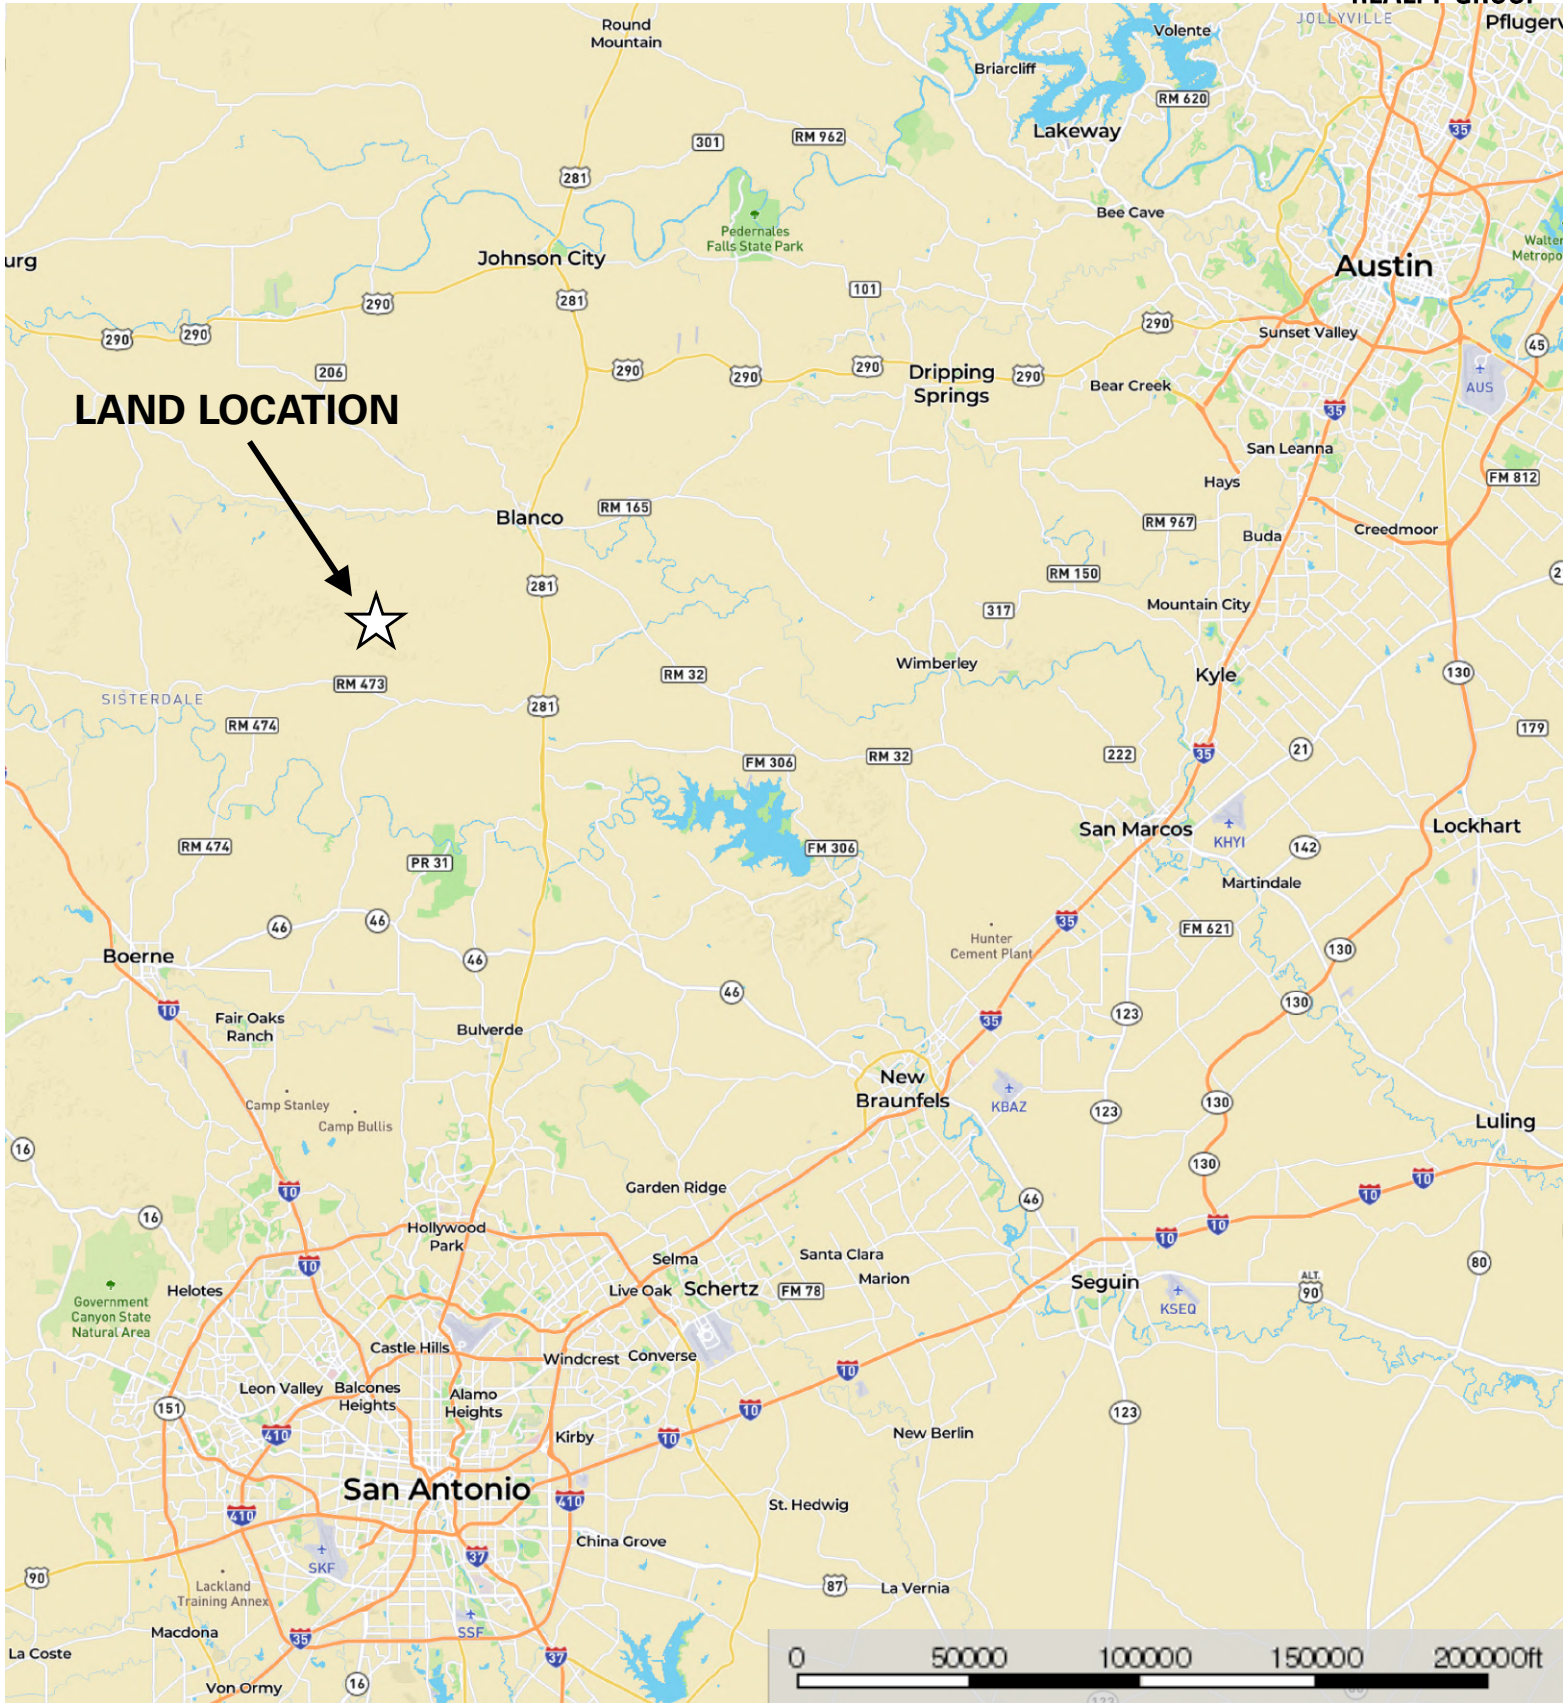 REALTY GROUP
JOLLYVILLE
Pflugerv
Round
Mountain
Volente
Briarcliff
RM 620
Lakeway
35
301
RM 962
281
Bee Cave
Pedernales
Falls State Park
Walter
Metropo
urg
Johnson City
Austin
290
281
101
290
290
290
Sunset Valley
45
206
290
290
290
Dripping
Springs
290
Bear Creek
AUS
LAND LOCATION
35
San Leanna
Hays
FM 812
Blanco
RM 165
RM 967
Buda
Creedmoor
281
RM 150
2
317
Mountain City
Wimberley
RM 32
Kyle
130
SISTERDALE
RM 473
281
RM 474
179
FM 306
RM 32
222
35
21
San Marcos
KHYI
Lockhart
RM 474
PR 31
FM 306
142
Martindale
46
46
35
FM 621
Hunter
Cement Plant
130
Boerne
46
46
130
10
Fair Oaks
Ranch
Bulverde
35
123
New
Braunfels
KBAZ
Camp Stanley
Camp Bullis
123
130
Luling
16
130
10
Garden Ridge
46
10
10
16
Hollywood
Park
10
10
10
Selma
Santa Clara
80
Helotes
Live Oak
Schertz
FM 78
Marion
Seguin
KSEQ
ALT.
90
Government
Canyon State
Natural Area
Castle Hills
Windcrest
Converse
10
Leon Valley
Balcones
Heights
Alamo
Heights
151
10
123
410
Kirby
10
New Berlin
San Antonio
410
410
St. Hedwig
China Grove
37
SKF
90
Lackland
Training Annex
87
La Vernia
SSF
Macdona
35
37
La Coste
16
Von Ormy
0 50000 100000 150000 200000ft
123